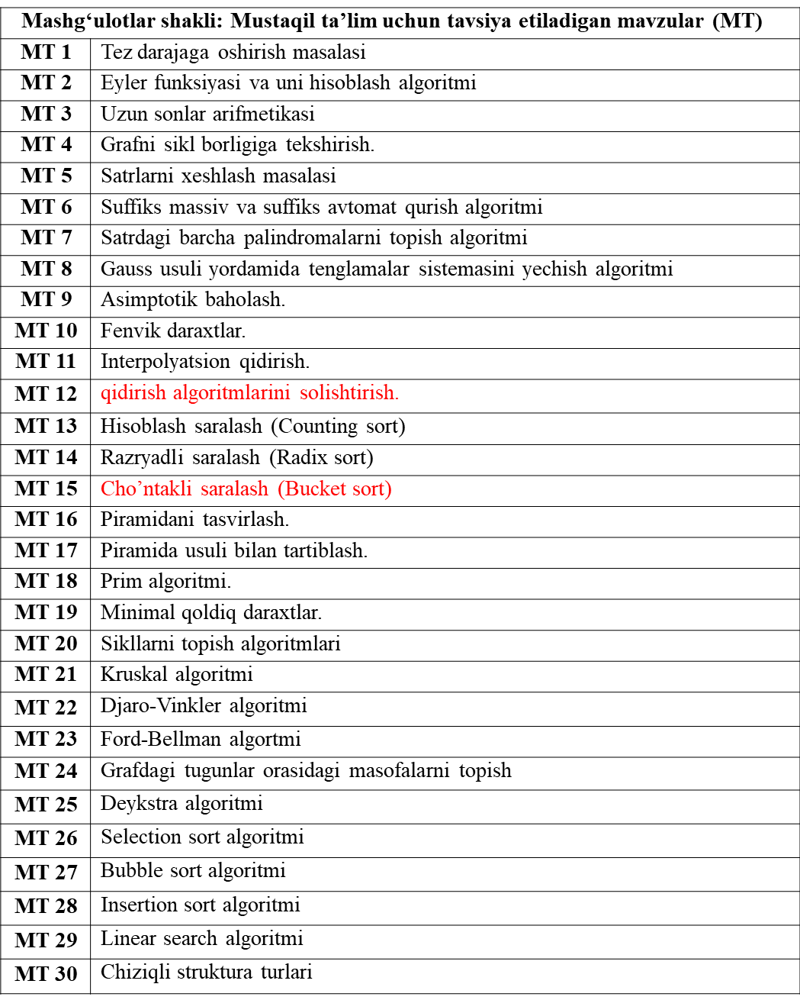 Mashg‘ulotlar shakli: Mustaqil ta’lim uchun tavsiya etiladigan mavzular (MT)
MT 1 Tez darajaga oshirish masalasi
MT 2 Eyler funksiyasi va uni hisoblash algoritmi
MT 3 Uzun sonlar arifmetikasi
MT 4 Grafni sikl borligiga tekshirish.
MT 5 Satrlarni xeshlash masalasi
MT 6 Suffiks massiv va suffiks avtomat qurish algoritmi
MT 7 Satrdagi barcha palindromalarni topish algoritmi
MT 8 Gauss usuli yordamida tenglamalar sistemasini yechish algoritmi
MT 9 Asimptotik baholash.
MT 10 Fenvik daraxtlar.
MT 11 Interpolyatsion qidirish.
MT 12 qidirish algoritmlarini solishtirish.
MT 13 Hisoblash saralash (Counting sort)
MT 14 Razryadli saralash (Radix sort)
MT 15 Cho’ntakli saralash (Bucket sort)
MT 16 Piramidani tasvirlash.
MT 17 Piramida usuli bilan tartiblash.
MT 18 Prim algoritmi.
MT 19 Minimal qoldiq daraxtlar.
MT 20 Sikllarni topish algoritmlari
MT 21 Kruskal algoritmi
MT 22 Djaro-Vinkler algoritmi
MT 23 Ford-Bellman algortmi
MT 24 Grafdagi tugunlar orasidagi masofalarni topish
MT 25 Deykstra algoritmi
MT 26 Selection sort algoritmi
MT 27 Bubble sort algoritmi
MT 28 Insertion sort algoritmi
MT 29 Linear search algoritmi
MT 30 Chiziqli struktura turlari